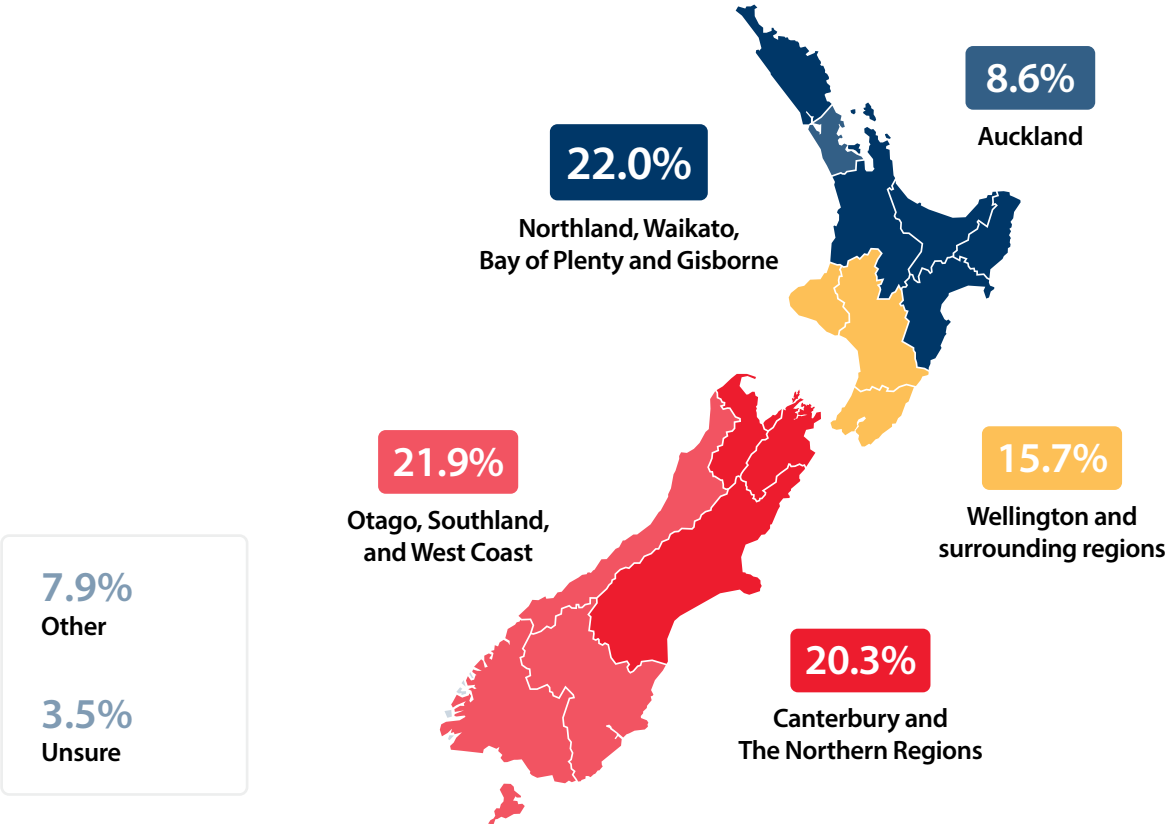 8.6%
Auckland
22.0%
Northland, Waikato,
Bay of Plenty and Gisborne
21.9%
Otago, Southland,
and West Coast
15.7%
Wellington and
surrounding regions
7.9%
Other
3.5%
Unsure
20.3%
Canterbury and
The Northern Regions